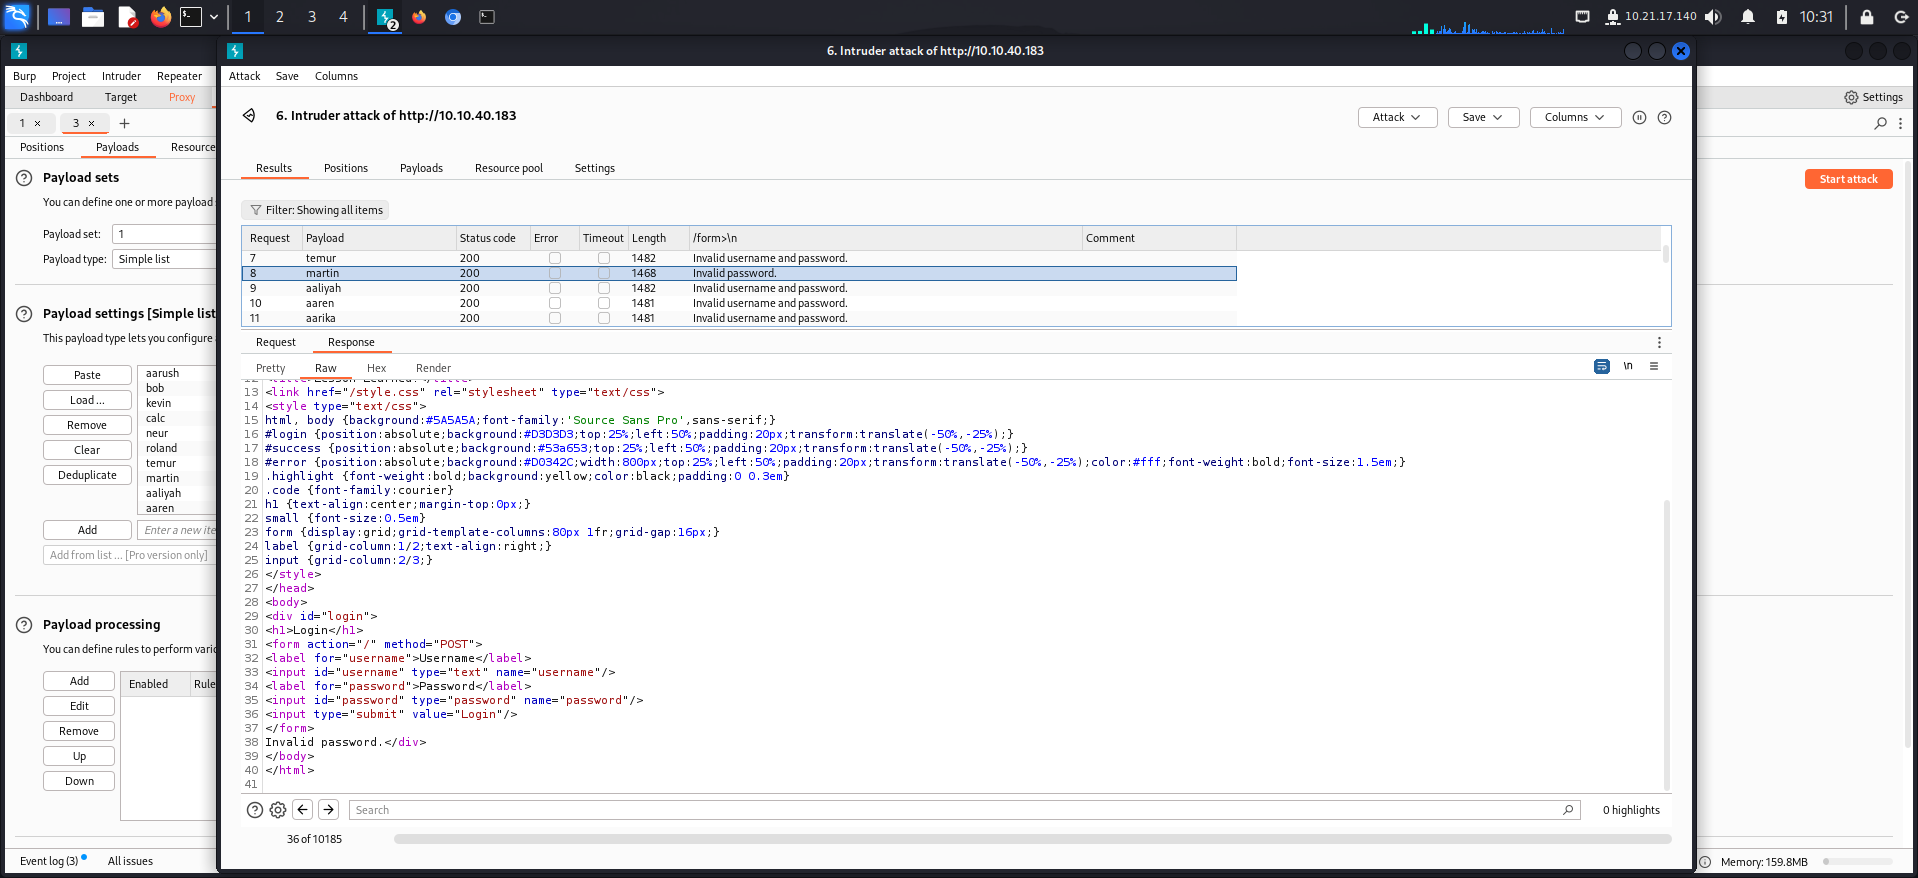 1 2 3 4 2 10.21.17.140 10:31
6. Intruder attack of http://10.10.40.183
Burp Project Intruder Repeater
Dashboard Target Proxy
Settings
1 × 3 × +
Positions Payloads Resource
Payload sets
You can define one or more payload
Payload set: 1
Payload type: Simple list
Start attack
Payload settings [Simple list
This payload type lets you configure
Paste
Load ...
Remove
Clear
Deduplicate
aarush
bob
kevin
calc
neur
roland
temur
martin
aaliyah
aaren
Add Enter a new ite
Add from list ... [Pro version only]
Payload processing
You can define rules to perform vario
Add
Edit
Remove
Up
Down
Enabled Rule
Event log (3) All issues
Memory: 159.8MB
Attack Save Columns
6. Intruder attack of http://10.10.40.183
Attack Save Columns
Results Positions Payloads Resource pool Settings
Filter: Showing all items
Request Payload Status code Error Timeout Length /form>\n Comment
7 temur 200 1482 Invalid username and password.
8 martin 200 1468 Invalid password.
9 aaliyah 200 1482 Invalid username and password.
10 aaren 200 1481 Invalid username and password.
11 aarika 200 1481 Invalid username and password.
Request Response
Pretty Raw Hex Render
\n
13 <link href="/style.css" rel="stylesheet" type="text/css">
14 <style type="text/css">
15 html, body {background:#5A5A5A;font-family:'Source Sans Pro',sans-serif;}
16 #login {position:absolute;background:#D3D3D3;top:25%;left:50%;padding:20px;transform:translate(-50%,-25%);}
17 #success {position:absolute;background:#53a653;top:25%;left:50%;padding:20px;transform:translate(-50%,-25%);}
18 #error {position:absolute;background:#D0342C;width:800px;top:25%;left:50%;padding:20px;transform:translate(-50%,-25%);color:#fff;font-weight:bold;font-size:1.5em;}
19 .highlight {font-weight:bold;background:yellow;color:black;padding:0 0.3em}
20 .code {font-family:courier}
21 h1 {text-align:center;margin-top:0px;}
22 small {font-size:0.5em}
23 form {display:grid;grid-template-columns:80px 1fr;grid-gap:16px;}
24 label {grid-column:1/2;text-align:right;}
25 input {grid-column:2/3;}
26 </style>
27 </head>
28 <body>
29 <div id="login">
30 <h1>Login</h1>
31 <form action="/" method="POST">
32 <label for="username">Username</label>
33 <input id="username" type="text" name="username"/>
34 <label for="password">Password</label>
35 <input id="password" type="password" name="password"/>
36 <input type="submit" value="Login"/>
37 </form>
38 Invalid password.</div>
39 </body>
40 </html>
41
Search
0 highlights
36 of 10185